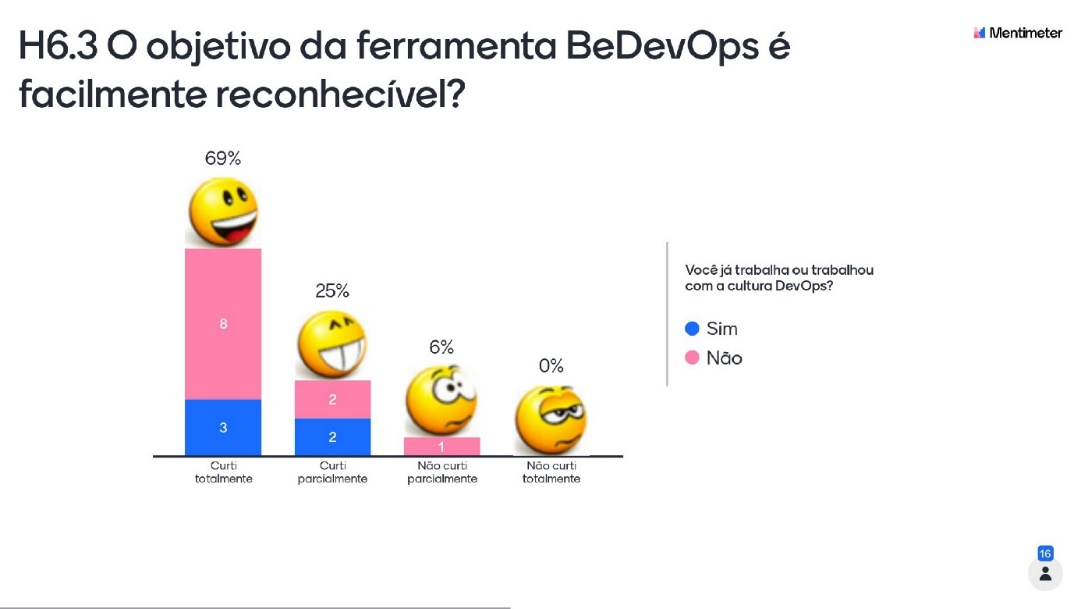 H6.3 O objetivo da ferramenta BeDevOps é
facilmente reconhecível?
Mentimeter
69%
8
3
Curti
totalmente
25%
2
2
Curti
parcialmente
6%
1
Não curti
parcialmente
0%
Não curti
totalmente
Você já trabalha ou trabalhou
com a cultura DevOps?
Sim
Não
16